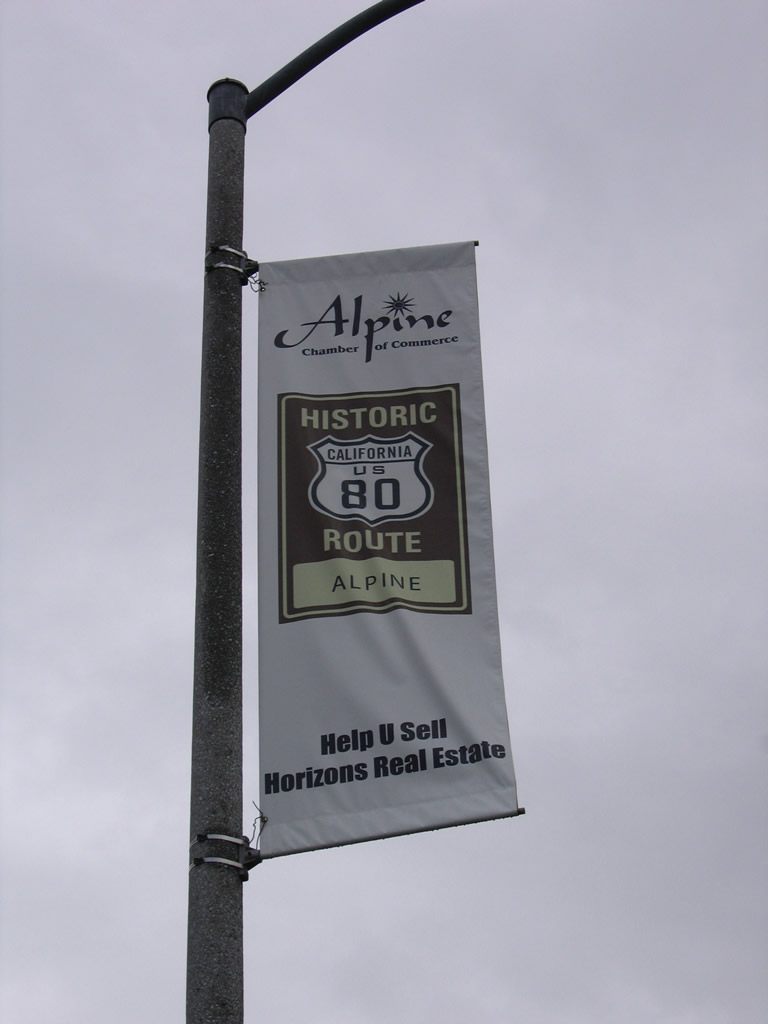 Alpine
Chamber of Commerce
HISTORIC
CALIFORNIA
US
80
ROUTE
ALPINE
Help U Sell
Horizons Real Estate